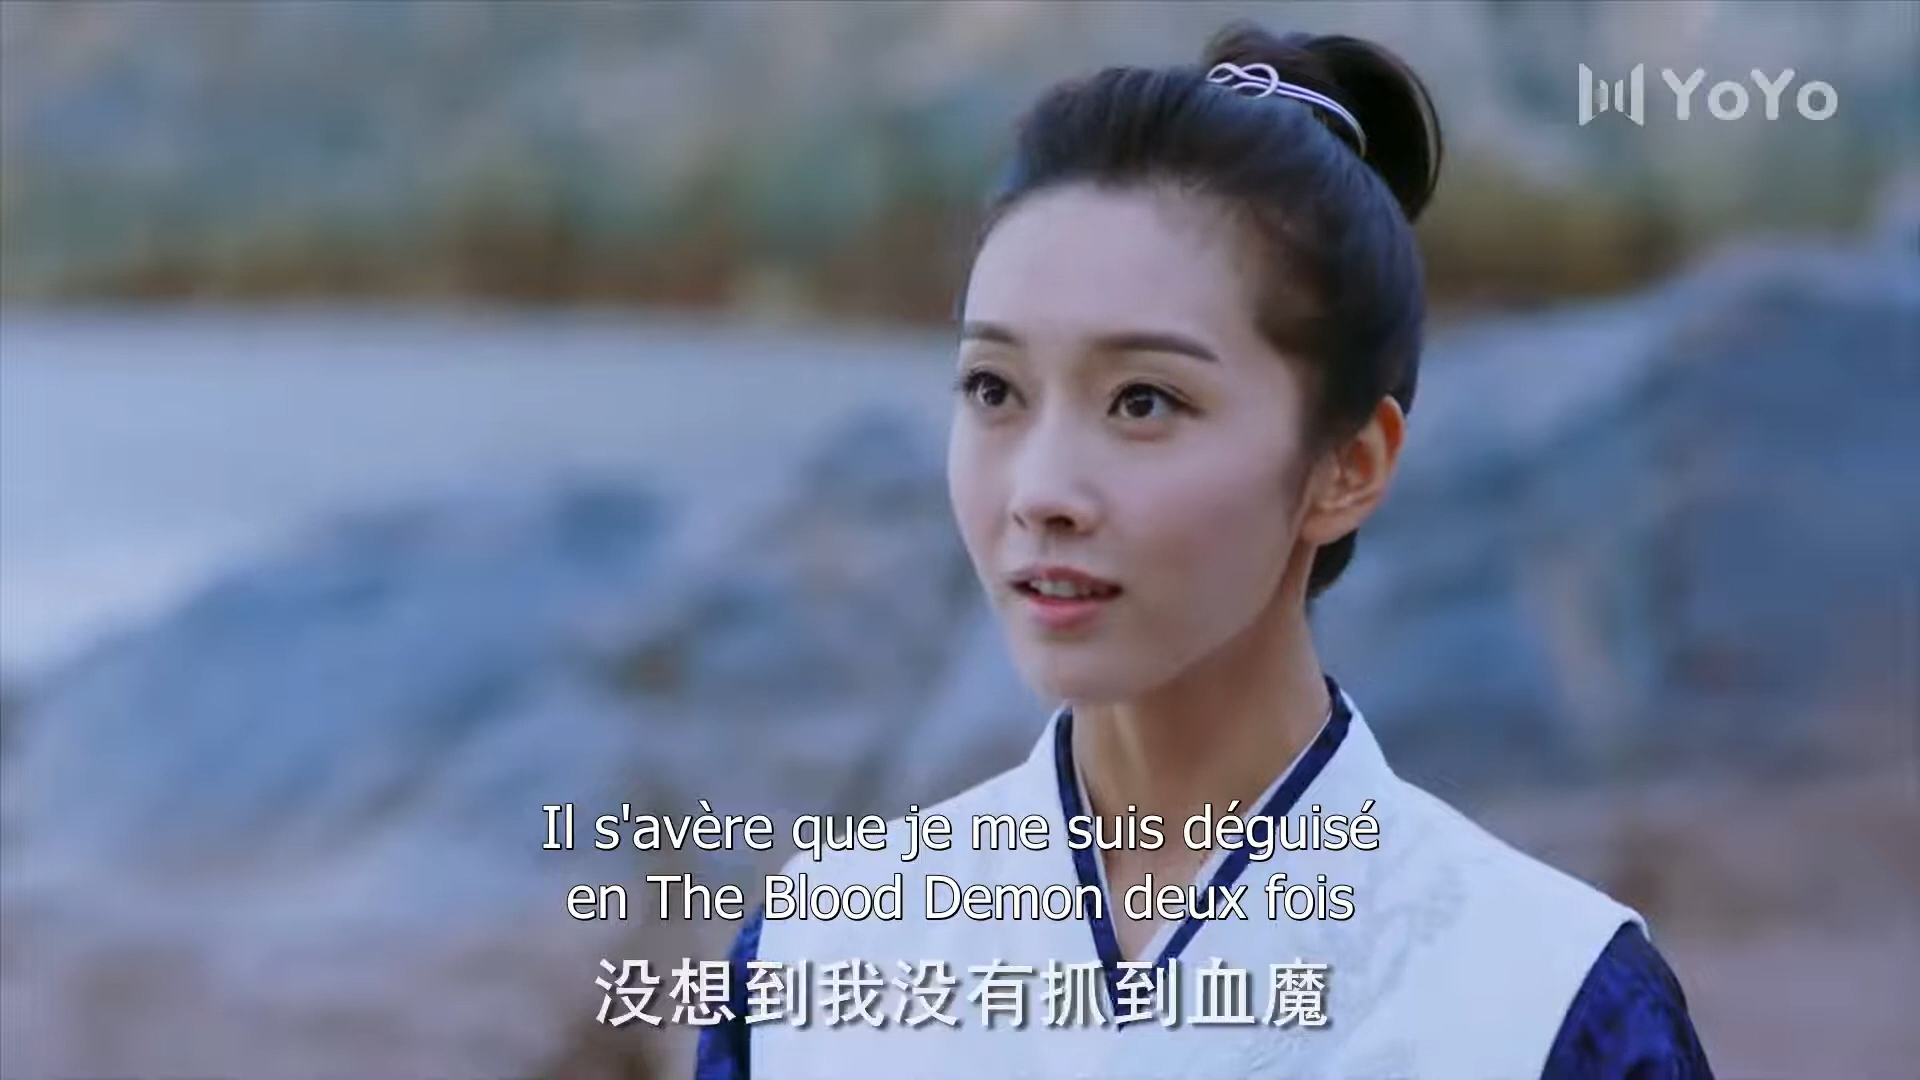 YoYo
Il s'avère que je me suis déguisé
en The Blood Demon deux fois
没想到我没有抓到血魔